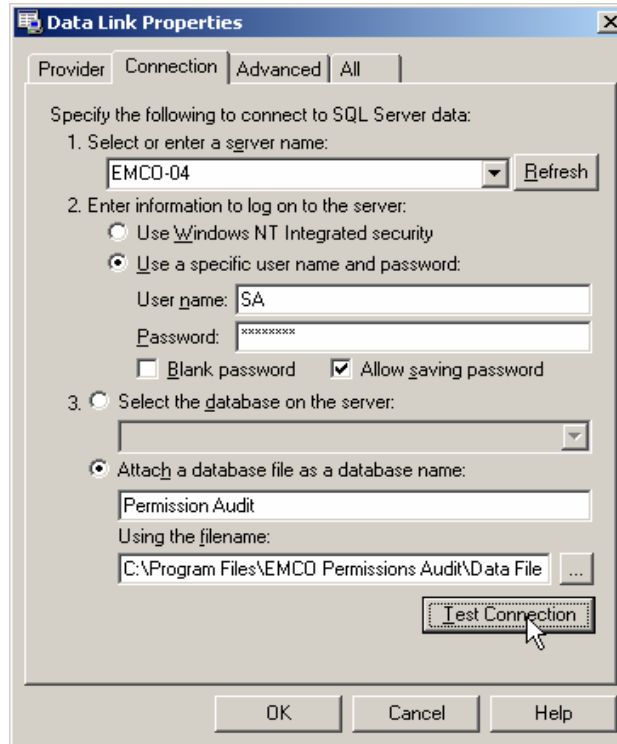 Data Link Properties
Provider Connection Advanced All
Specify the following to connect to SQL Server data:
1. Select or enter a server name:
EMCO-04 Refresh
2. Enter information to log on to the server:
Use Windows NT Integrated security
Use a specific user name and password:
User name: SA
Password: ********
Blank password Allow saving password
3. Select the database on the server:
Attach a database file as a database name:
Permission Audit
Using the filename:
C:\Program Files\EMCO Permissions Audit\Data File ...
Test Connection
OK Cancel Help